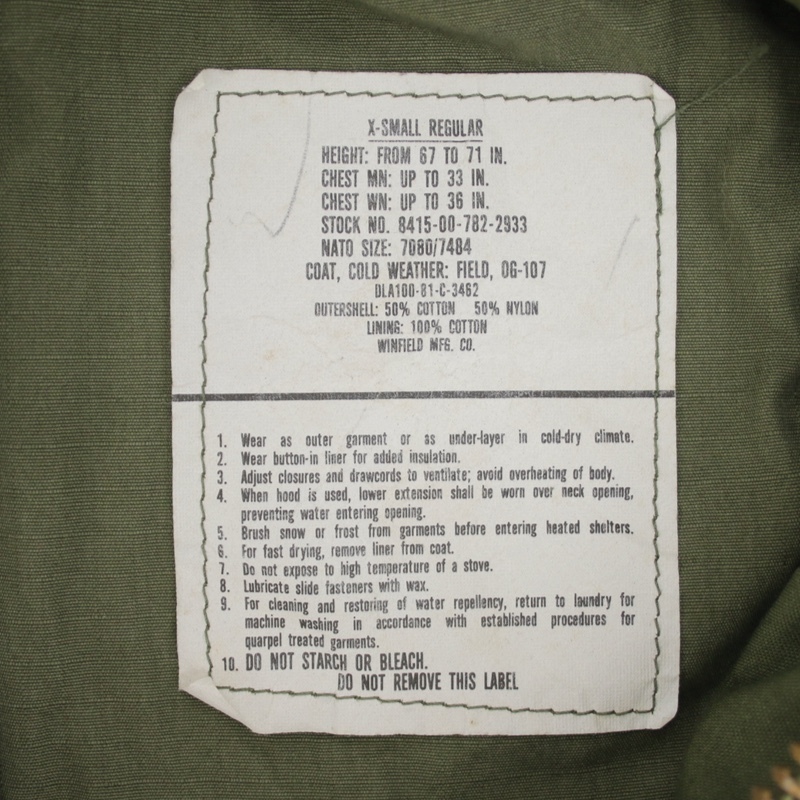 X-SMALL REGULAR
HEIGHT: FROM 67 TO 71 IN.
CHEST MN: UP TO 33 IN.
CHEST WN: UP TO 36 IN.
STOCK NO. 8415-00-782-2933
NATO SIZE: 7080/7484
COAT, COLD WEATHER: FIELD, OG-107
DLA100-81-C-3462
OUTERSHELL: 50% COTTON 50% NYLON
LINING: 100% COTTON
WINFIELD MFG. CO.
1. Wear as outer garment or as under-layer in cold-dry climate.
2. Wear button-in liner for added insulation.
3. Adjust closures and drawcords to ventilate; avoid overheating of body.
4. When hood is used, lower extension shall be worn over neck opening,
preventing water entering opening.
5. Brush snow or frost from garments before entering heated shelters.
6. For fast drying, remove liner from coat.
7. Do not expose to high temperature of a stove.
8. Lubricate slide fasteners with wax.
9. For cleaning and restoring of water repellency, return to laundry for
machine washing in accordance with established procedures for
quarpel treated garments.
10. DO NOT STARCH OR BLEACH.
DO NOT REMOVE THIS LABEL